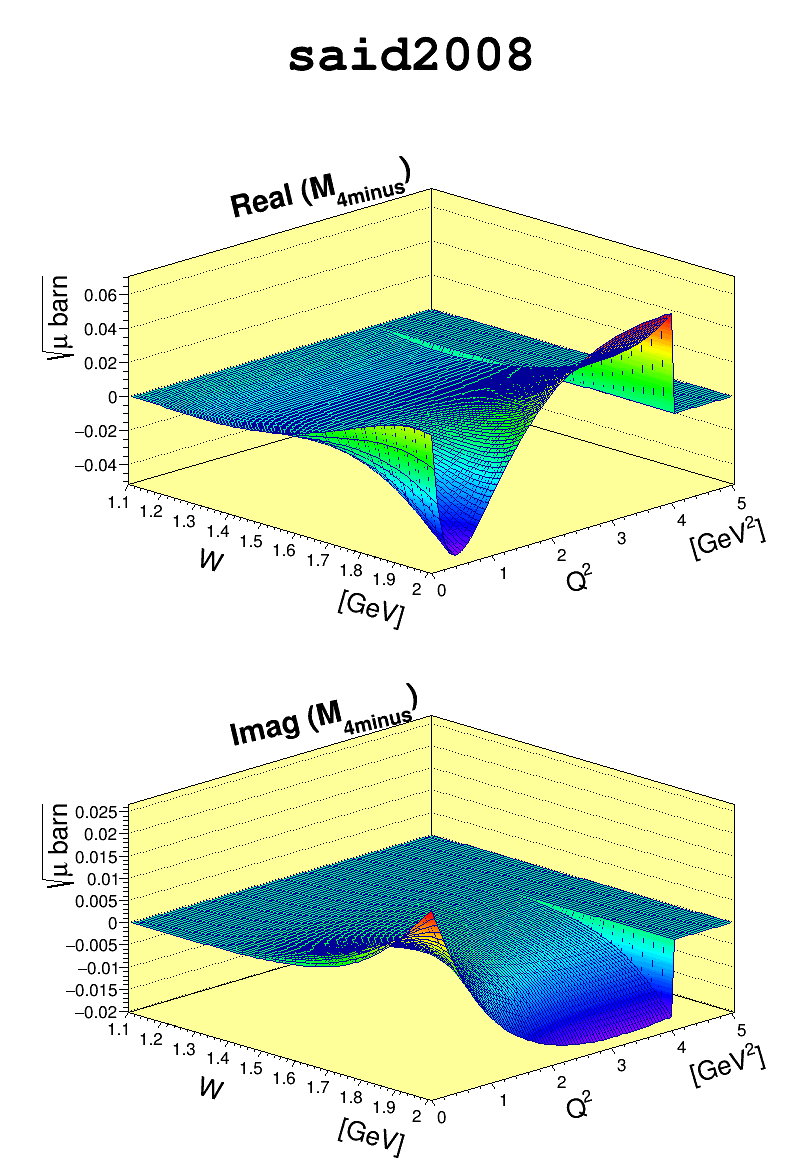 said2008
Real (M4minus)
√μ barn
0.06
0.04
0.02
0
−0.02
−0.04
1.1 1.2 1.3 1.4 1.5 1.6 1.7 1.8 1.9 2
W
[GeV]
0 1 2 3 4 5
Q2
[GeV2]
Imag (M4minus)
√μ barn
0.025
0.02
0.015
0.01
0.005
0
−0.005
−0.01
−0.015
−0.02
1.1 1.2 1.3 1.4 1.5 1.6 1.7 1.8 1.9 2
W
[GeV]
0 1 2 3 4 5
Q2
[GeV2]